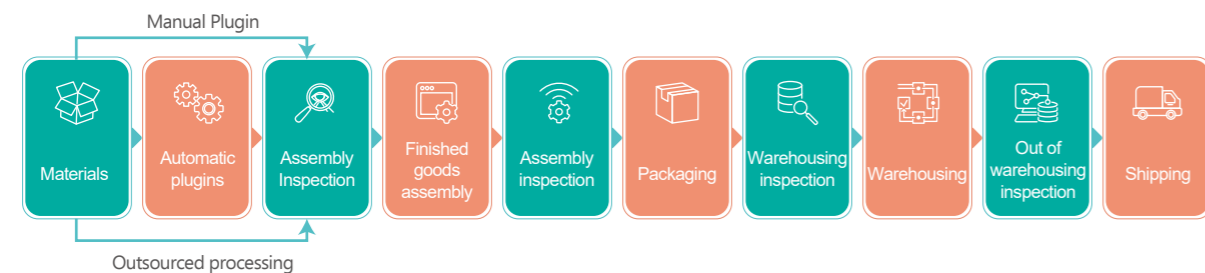 Manual Plugin
Materials
Automatic
plugins
Assembly
Inspection
Finished
goods
assembly
Assembly
inspection
Packaging
Warehousing
inspection
Warehousing
Out of
warehousing
inspection
Shipping
Outsourced processing